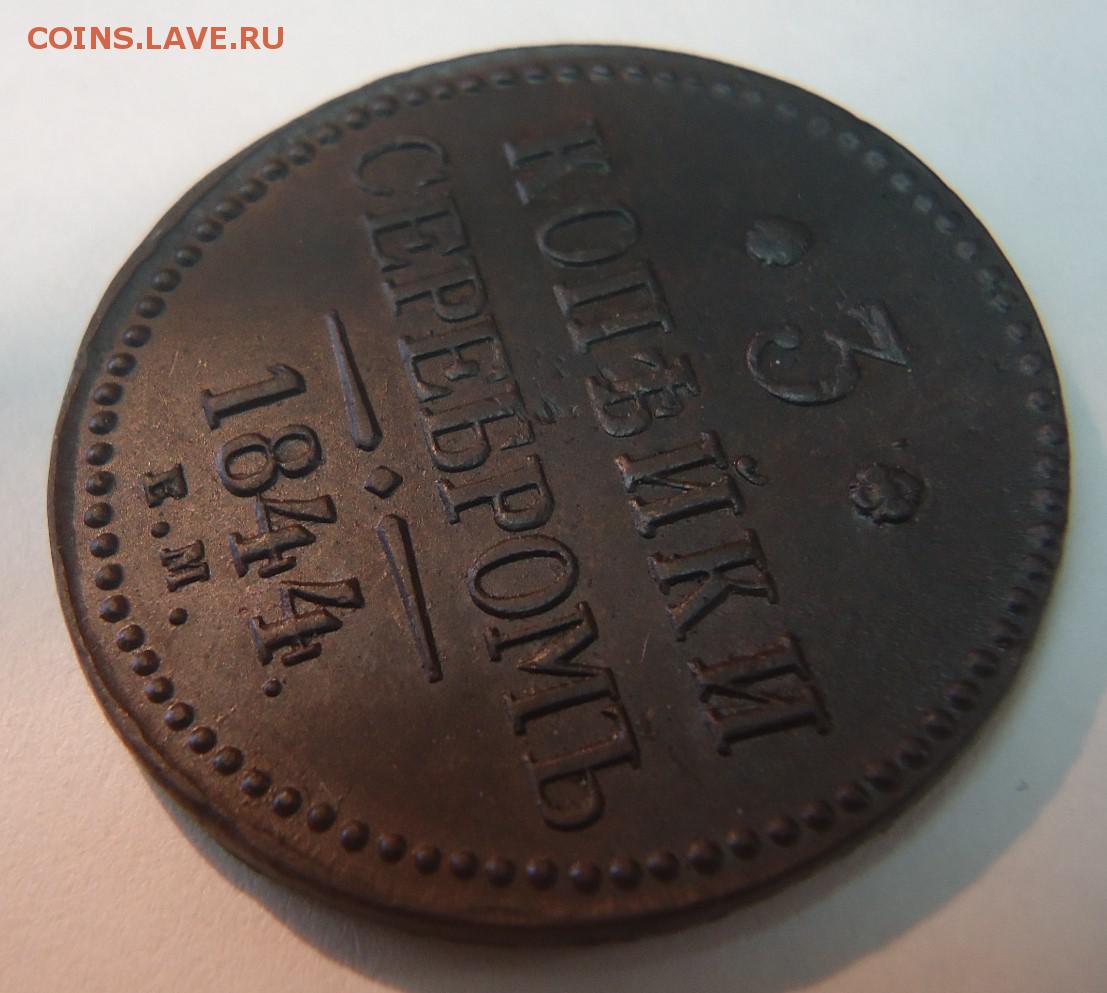 COINS.LAVE.RU
3
КОПѢЙКИ
СЕРЕБРОМЪ
1844.
Е.М.